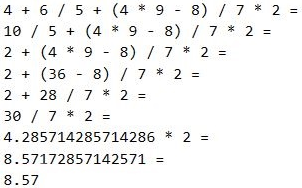 4 + 6 / 5 + (4 * 9 - 8) / 7 * 2 =
10 / 5 + (4 * 9 - 8) / 7 * 2 =
2 + (4 * 9 - 8) / 7 * 2 =
2 + (36 - 8) / 7 * 2 =
2 + 28 / 7 * 2 =
30 / 7 * 2 =
4.285714285714286 * 2 =
8.57172857142571 =
8.57